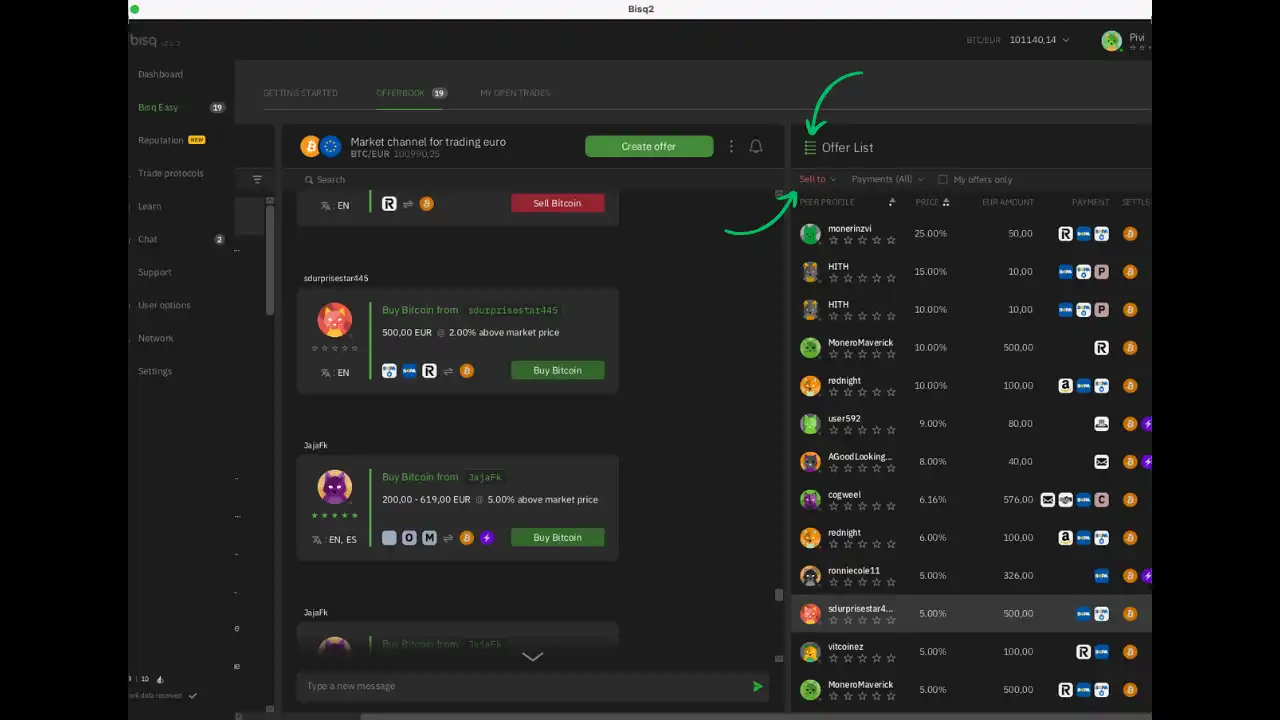 Bisq2
bisq
BTC/EUR 101140,14
Pivi
Dashboard
Bisq Easy 19
Reputation NEW
Trade protocols
Learn
Chat 2
Support
User options
Network
Settings
GETTING STARTED
OFFERBOOK 19
MY OPEN TRADES
Market channel for trading euro
BTC/EUR 100990,25
Create offer
Search
EN
Sell Bitcoin
sdurprisestar445
Buy Bitcoin from sdurprisestar445
500,00 EUR @ 2.00% above market price
: EN
Buy Bitcoin
JajaFk
Buy Bitcoin from JajaFk
200,00 - 619,00 EUR @ 5.00% above market price
: EN, ES
O M
Buy Bitcoin
JajaFk
Buy Bitcoin from JajaFk
Type a new message
ork data received
Offer List
Sell to Payments (All) My offers only
PEER PROFILE PRICE EUR AMOUNT PAYMENT SETTLE
monerinzvi 25.00% 50,00
HITH 15.00% 10,00
HITH 10.00% 10,00
MoneroMaverick 10.00% 500,00
rednight 10.00% 100,00
user592 9.00% 80,00
AGoodLooking... 8.00% 40,00
cogweel 6.16% 576,00
rednight 6.00% 100,00
ronniecole11 5.00% 326,00
sdurprisestar4... 5.00% 500,00
vitcoinez 5.00% 100,00
MoneroMaverick 5.00% 500,00